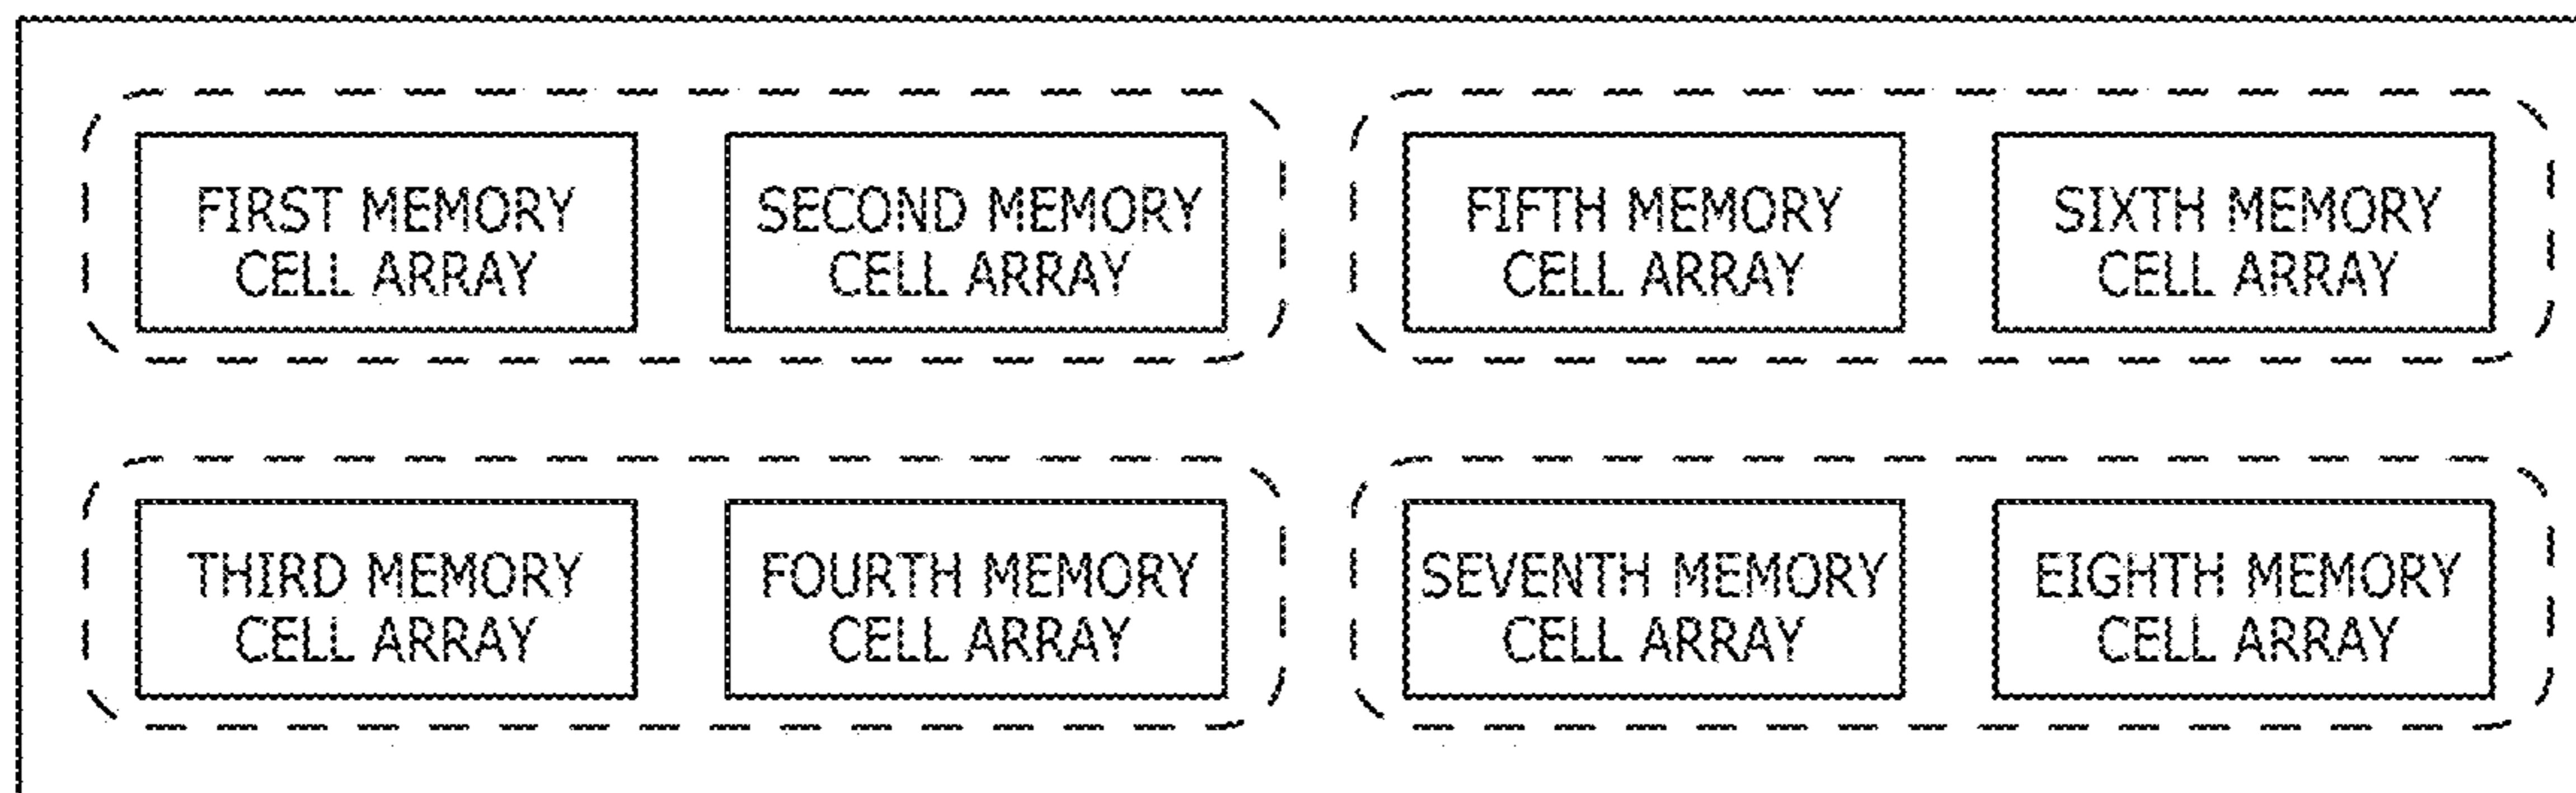 FIRST MEMORY
CELL ARRAY
SECOND MEMORY
CELL ARRAY
FIFTH MEMORY
CELL ARRAY
SIXTH MEMORY
CELL ARRAY
THIRD MEMORY
CELL ARRAY
FOURTH MEMORY
CELL ARRAY
SEVENTH MEMORY
CELL ARRAY
EIGHTH MEMORY
CELL ARRAY